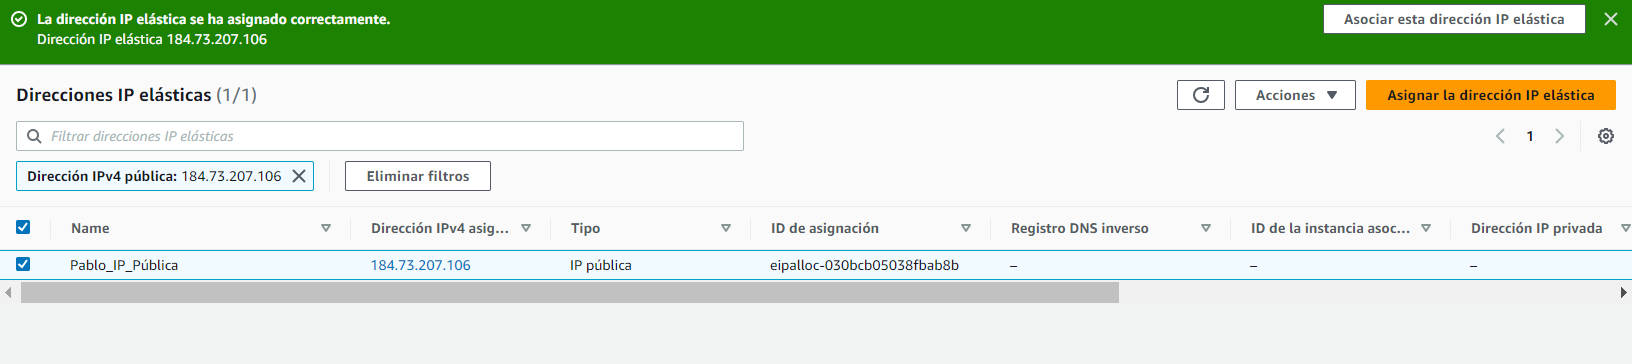 La dirección IP elástica se ha asignado correctamente.
Dirección IP elástica 184.73.207.106
Asociar esta dirección IP elástica
Direcciones IP elásticas (1/1)
Acciones
Asignar la dirección IP elástica
Filtrar direcciones IP elásticas
1
Dirección IPv4 pública: 184.73.207.106
Eliminar filtros
Name
Dirección IPv4 asig...
Tipo
ID de asignación
Registro DNS inverso
ID de la instancia asoc...
Dirección IP privada
Pablo_IP_Pública
184.73.207.106
IP pública
eipalloc-030bcb05038fbab8b
–
–
–